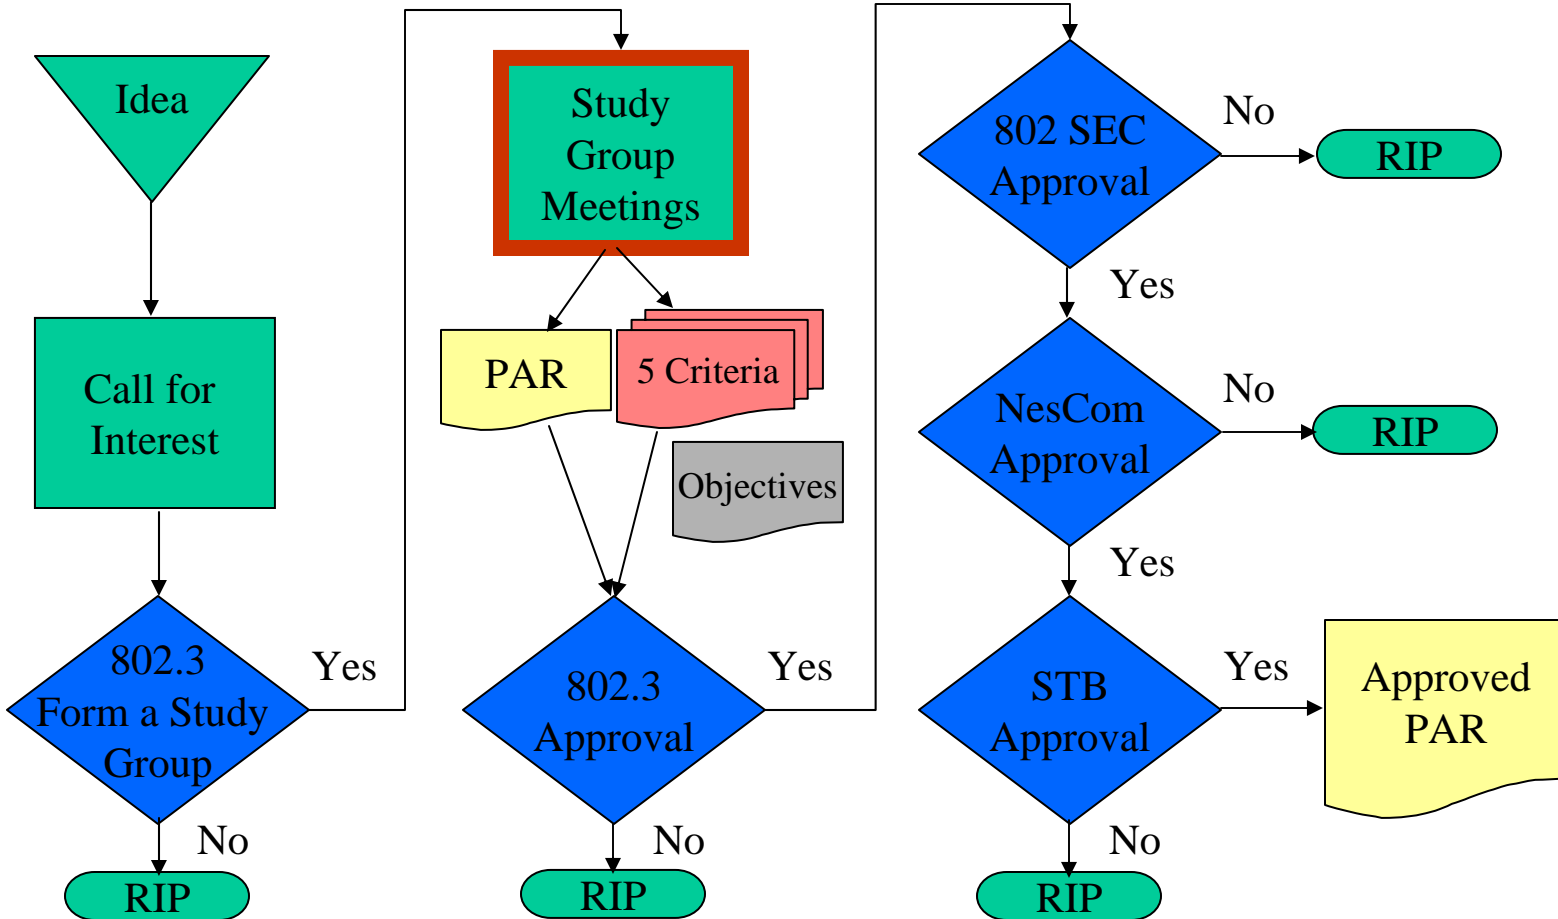 Idea
Call for
Interest
802.3
Form a Study
Group
Yes
No
RIP
Study
Group
Meetings
PAR
5 Criteria
Objectives
802.3
Approval
Yes
No
RIP
802 SEC
Approval
No
RIP
Yes
NesCom
Approval
No
RIP
Yes
STB
Approval
Yes
Approved
PAR
No
RIP